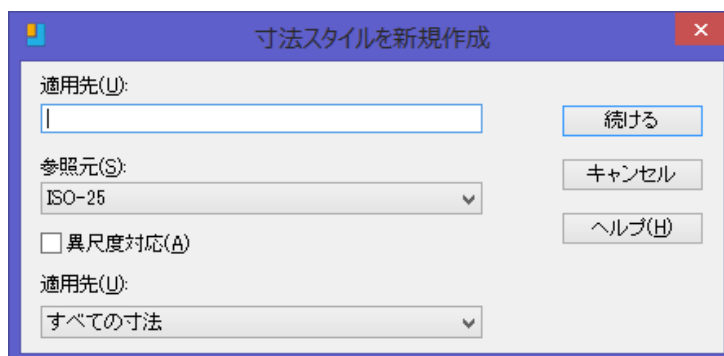 寸法スタイルを新規作成
適用先(U):
続ける
参照元(S):
ISO-25
キャンセル
異尺度対応(A)
ヘルプ(H)
適用先(U):
すべての寸法